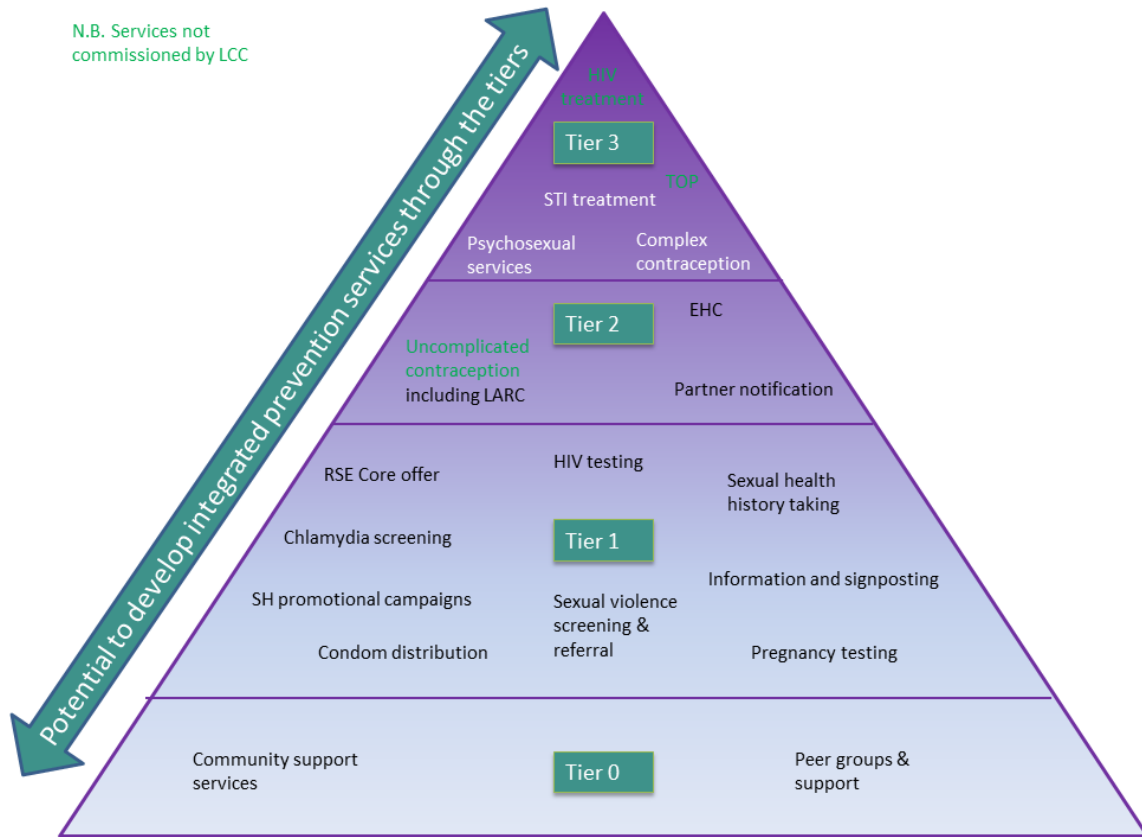 N.B. Services not
commissioned by LCC
Potential to develop integrated prevention services through the tiers
HIV
treatment
Tier 3
TOP
STI treatment
Psychosexual
services
Complex
contraception
Tier 2
EHC
Uncomplicated
contraception
including LARC
Partner notification
RSE Core offer
HIV testing
Sexual health
history taking
Chlamydia screening
Tier 1
Information and signposting
SH promotional campaigns
Sexual violence
screening &
referral
Condom distribution
Pregnancy testing
Community support
services
Tier 0
Peer groups &
support